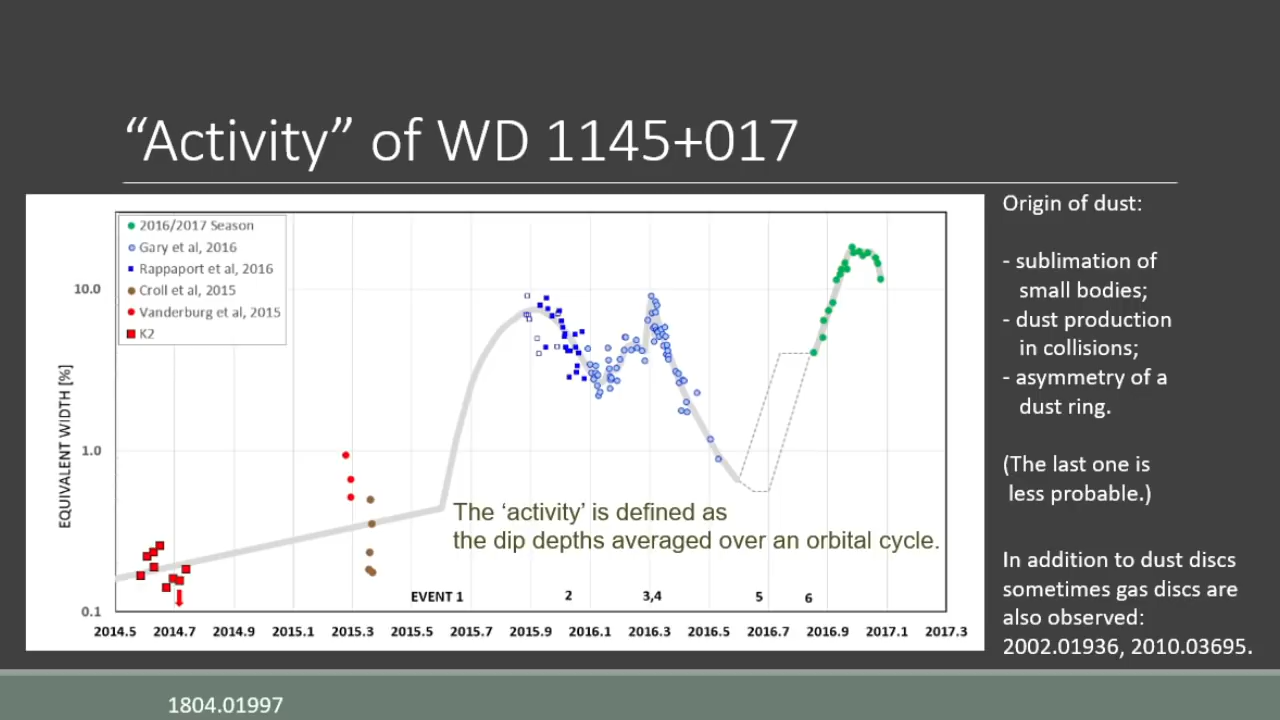 “Activity” of WD 1145+017
2016/2017 Season
Gary et al, 2016
Rappaport et al, 2016
Croll et al, 2015
Vanderburg et al, 2015
K2
EQUIVALENT WIDTH [%]
10.0
1.0
0.1
The ‘activity’ is defined as
the dip depths averaged over an orbital cycle.
EVENT 1 2 3,4 5 6
2014.5 2014.7 2014.9 2015.1 2015.3 2015.5 2015.7 2015.9 2016.1 2016.3 2016.5 2016.7 2016.9 2017.1 2017.3
Origin of dust:
- sublimation of
small bodies;
- dust production
in collisions;
- asymmetry of a
dust ring.
(The last one is
less probable.)
In addition to dust discs
sometimes gas discs are
also observed:
2002.01936, 2010.03695.
1804.01997